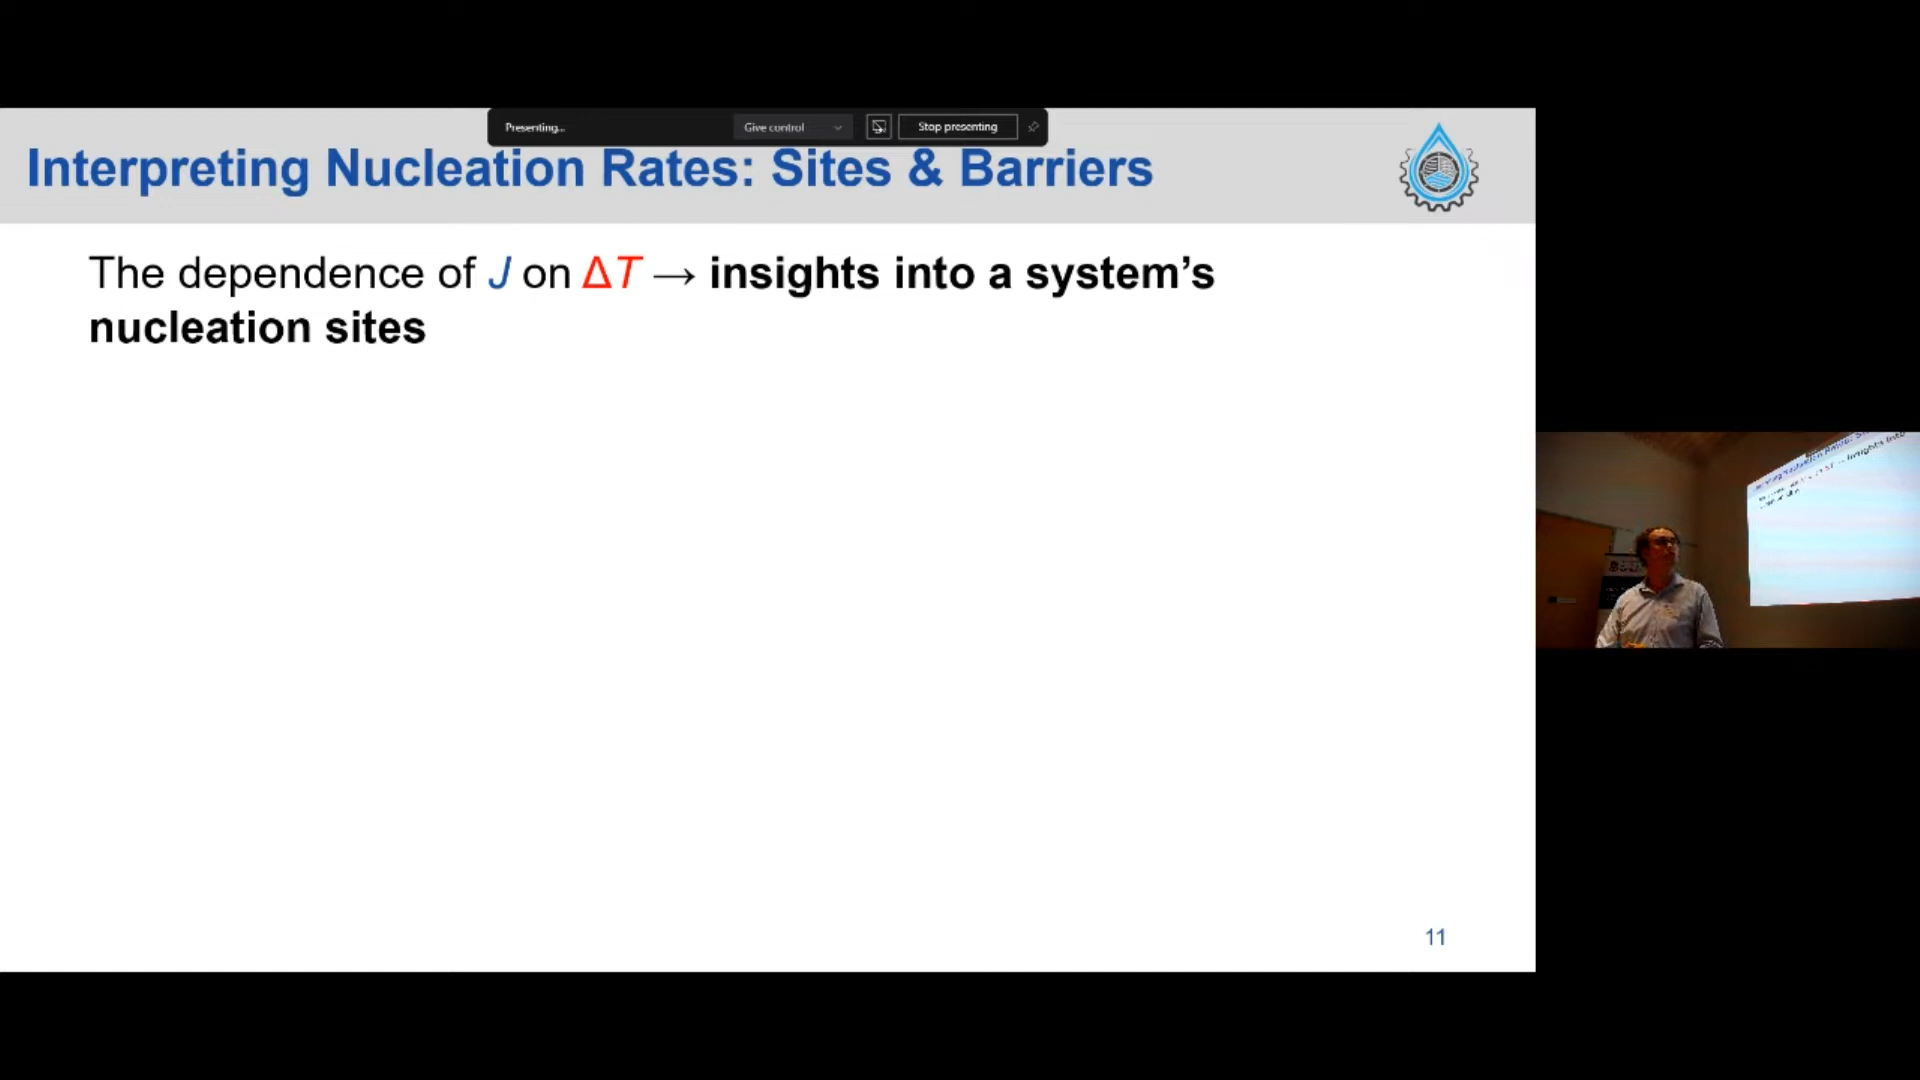 Presenting...
Give control
Stop presenting
Interpreting Nucleation Rates: Sites & Barriers
The dependence of J on ΔT → insights into a system’s
nucleation sites
11